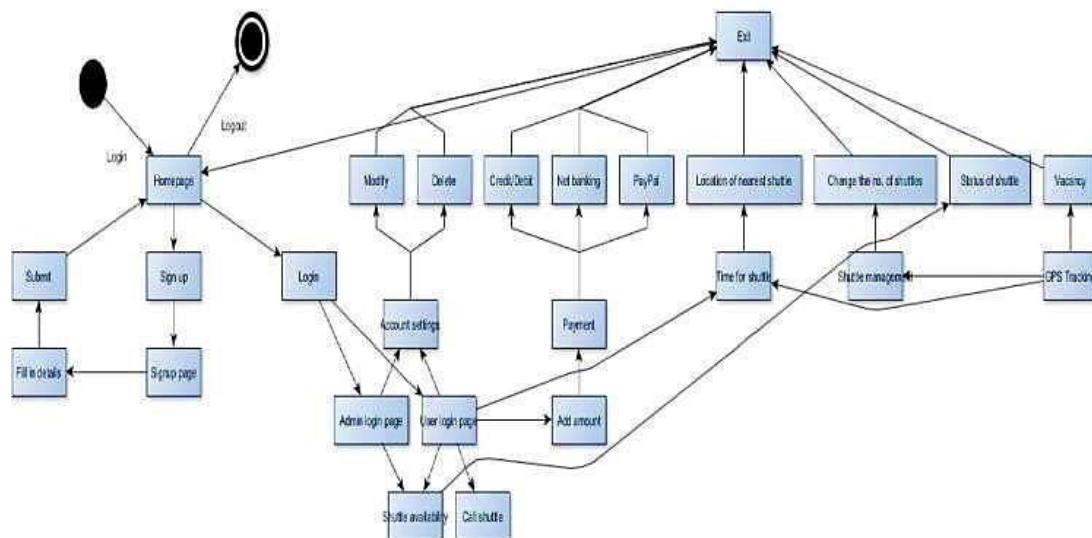 Exit
Logout
Login
Homepage
Modify
Delete
Credit/Debit
Net banking
PayPal
Location of nearest shuttle
Change the no. of shuttles
Status of shuttle
Vacancy
Submit
Sign up
Login
Time for shuttle
Shuttle management
GPS Tracking
Account settings
Payment
Fill in details
Signup page
Admin login page
User login page
Add amount
Shuttle availability
Call shuttle